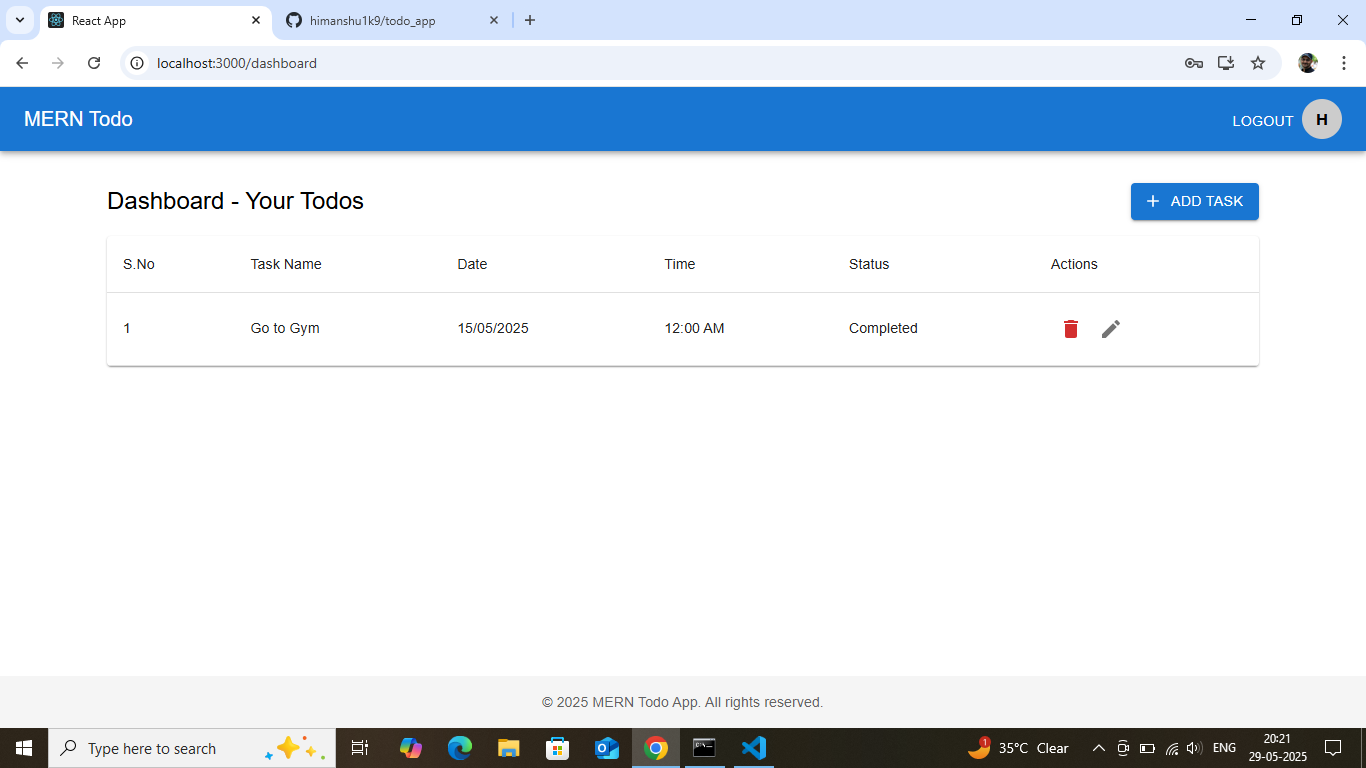 React App
himanshu1k9/todo_app
localhost:3000/dashboard
MERN Todo
LOGOUT H
Dashboard - Your Todos
ADD TASK
S.No Task Name Date Time Status Actions
1 Go to Gym 15/05/2025 12:00 AM Completed
© 2025 MERN Todo App. All rights reserved.
Type here to search
1
35°C Clear
ENG
20:21
29-05-2025